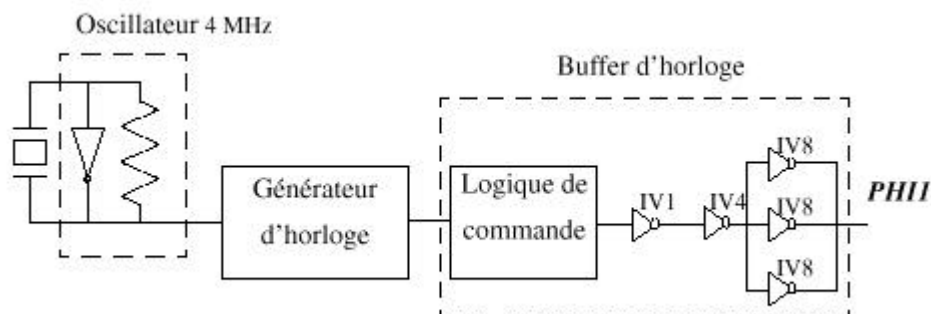 Oscillateur 4 MHz
Buffer d'horloge
Générateur
d'horloge
Logique de
commande
IV1
IV4
IV8
IV8
IV8
PHI1